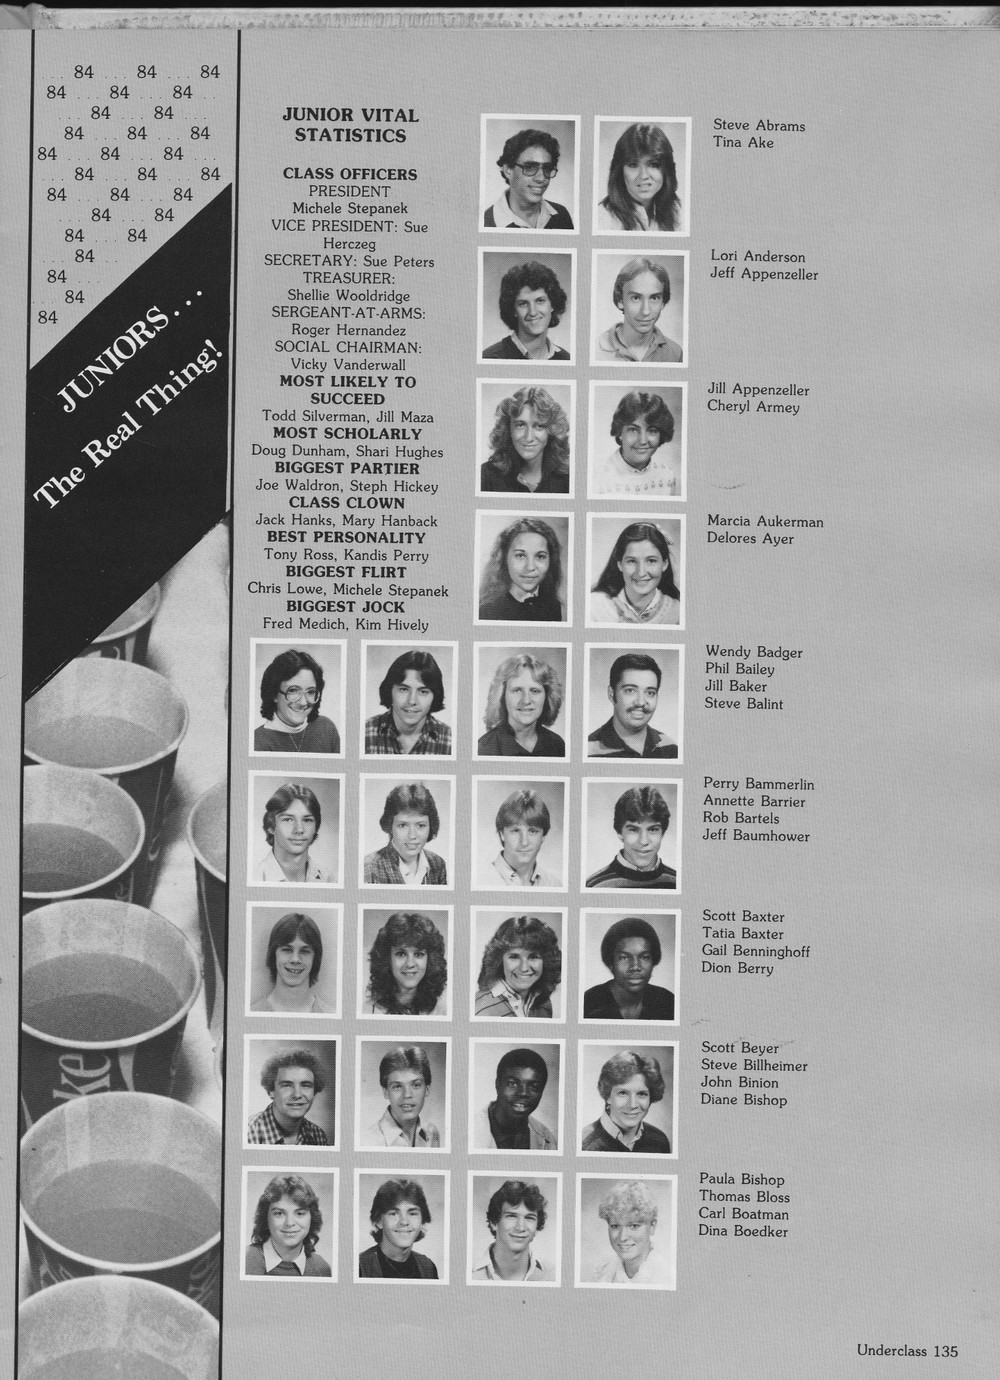 ... 84 ... 84 ... 84
84 ... 84 ... 84 ..
... 84 ... 84 ...
84 ... 84 ... 84
84 ... 84 ... 84 ...
... 84 ... 84 ... 84
84 ... 84 ... 84
... 84 ... 84
84 ... 84
... 84 ..
84 ...
... 84
84
JUNIORS...
The Real Thing!
JUNIOR VITAL
STATISTICS
CLASS OFFICERS
PRESIDENT
Michele Stepanek
VICE PRESIDENT: Sue
Herczeg
SECRETARY: Sue Peters
TREASURER:
Shellie Wooldridge
SERGEANT-AT-ARMS:
Roger Hernandez
SOCIAL CHAIRMAN:
Vicky Vanderwall
MOST LIKELY TO
SUCCEED
Todd Silverman, Jill Maza
MOST SCHOLARLY
Doug Dunham, Shari Hughes
BIGGEST PARTIER
Joe Waldron, Steph Hickey
CLASS CLOWN
Jack Hanks, Mary Hanback
BEST PERSONALITY
Tony Ross, Kandis Perry
BIGGEST FLIRT
Chris Lowe, Michele Stepanek
BIGGEST JOCK
Fred Medich, Kim Hively
Steve Abrams
Tina Ake
Lori Anderson
Jeff Appenzeller
Jill Appenzeller
Cheryl Armey
Marcia Aukerman
Delores Ayer
Wendy Badger
Phil Bailey
Jill Baker
Steve Balint
Perry Bammerlin
Annette Barrier
Rob Bartels
Jeff Baumhower
Scott Baxter
Tatia Baxter
Gail Benninghoff
Dion Berry
Scott Beyer
Steve Billheimer
John Binion
Diane Bishop
Paula Bishop
Thomas Bloss
Carl Boatman
Dina Boedker
ke
Underclass 135